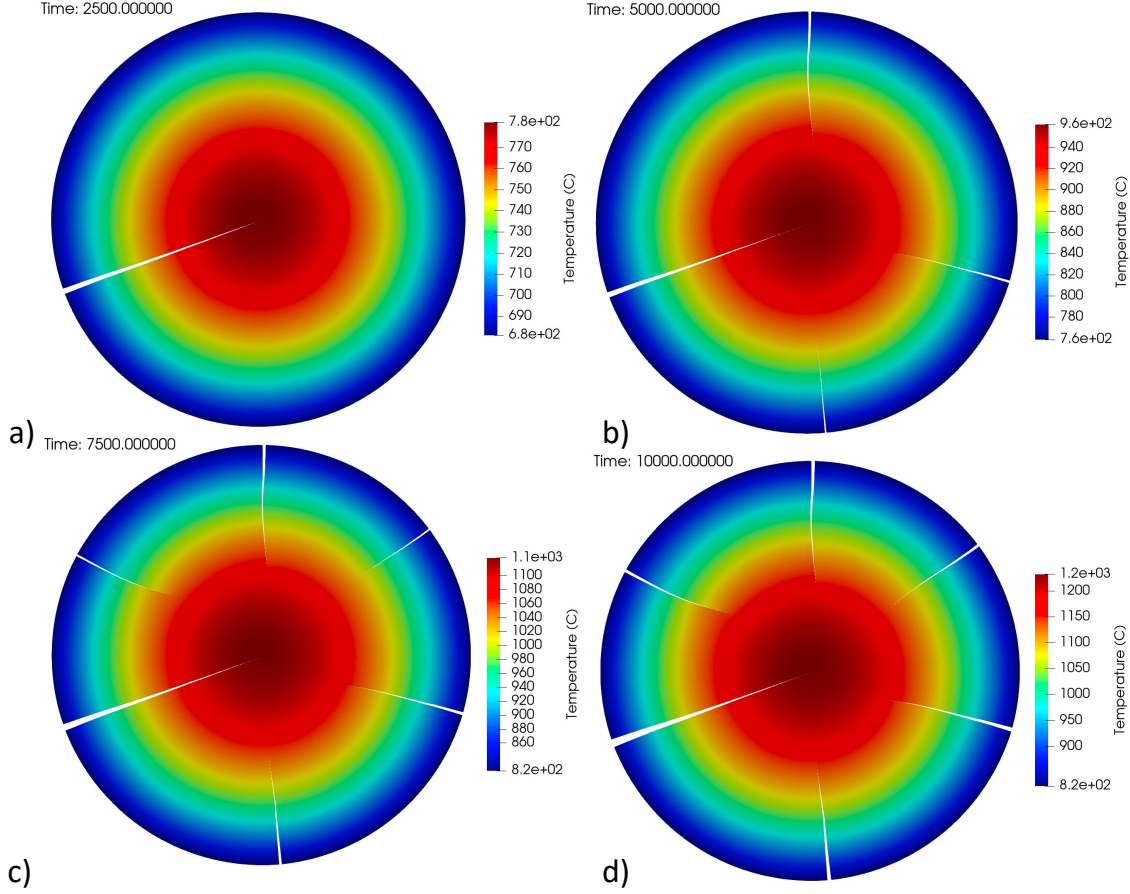 Time: 2500.000000
7.8e+02
770
760
750
740
730
720
710
700
690
6.8e+02
Temperature (C)
a)
Time: 5000.000000
9.6e+02
940
920
900
880
860
840
820
800
780
7.6e+02
Temperature (C)
b)
Time: 7500.000000
1.1e+03
1100
1080
1060
1040
1020
1000
980
960
940
920
900
880
860
8.2e+02
Temperature (C)
c)
Time: 10000.000000
1.2e+03
1200
1150
1100
1050
1000
950
900
8.2e+02
Temperature (C)
d)